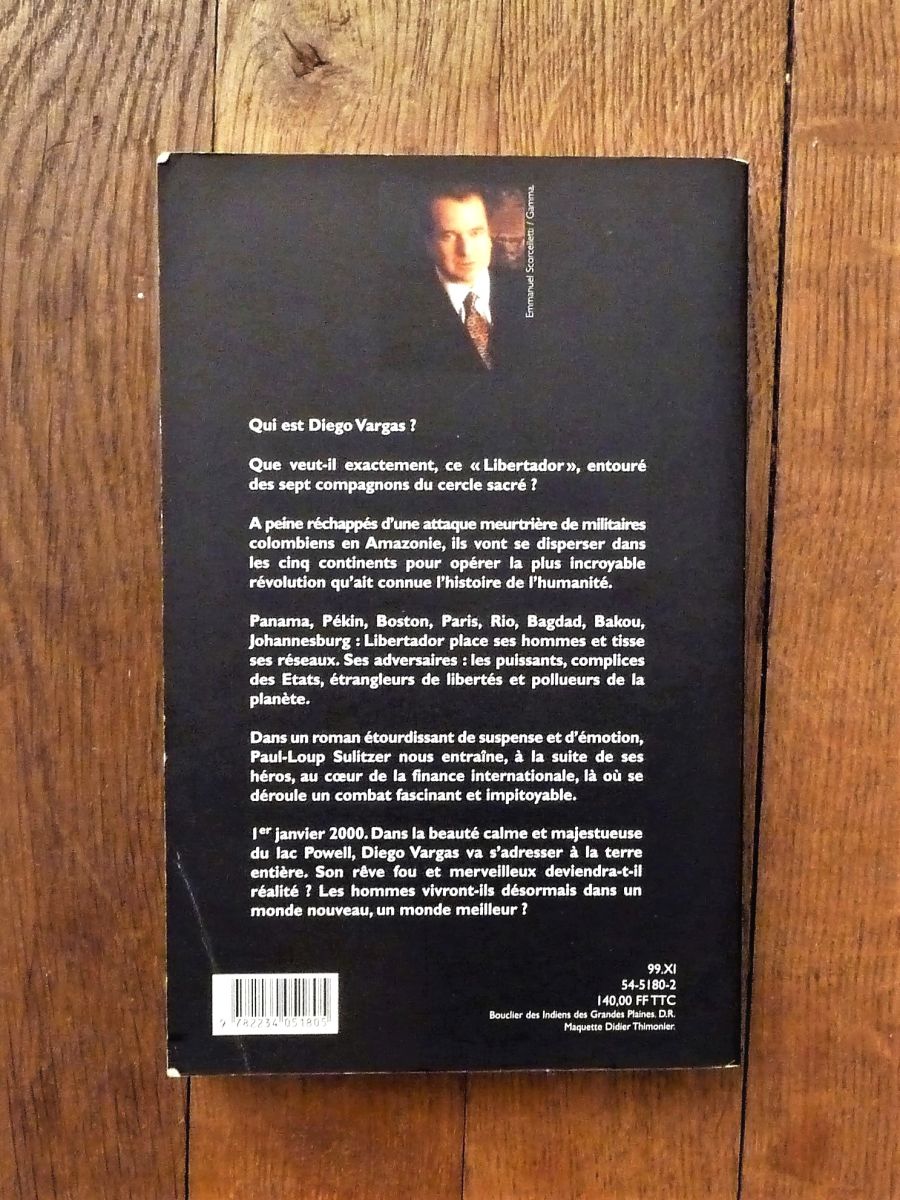 Emmanuel Scorcelletti / Gamma.
Qui est Diego Vargas ?
Que veut-il exactement, ce « Libertador », entouré
des sept compagnons du cercle sacré ?
A peine réchappés d'une attaque meurtrière de militaires
colombiens en Amazonie, ils vont se disperser dans
les cinq continents pour opérer la plus incroyable
révolution qu'ait connue l'histoire de l'humanité.
Panama, Pékin, Boston, Paris, Rio, Bagdad, Bakou,
Johannesburg : Libertador place ses hommes et tisse
ses réseaux. Ses adversaires : les puissants, complices
des Etats, étrangleurs de libertés et pollueurs de la
planète.
Dans un roman étourdissant de suspense et d'émotion,
Paul-Loup Sulitzer nous entraîne, à la suite de ses
héros, au cœur de la finance internationale, là où se
déroule un combat fascinant et impitoyable.
1er janvier 2000. Dans la beauté calme et majestueuse
du lac Powell, Diego Vargas va s'adresser à la terre
entière. Son rêve fou et merveilleux deviendra-t-il
réalité ? Les hommes vivront-ils désormais dans un
monde nouveau, un monde meilleur ?
99.XI
54-5180-2
140,00 FF TTC
Bouclier des Indiens des Grandes Plaines. D.R.
Maquette Didier Thimonier.
9 782234 051805